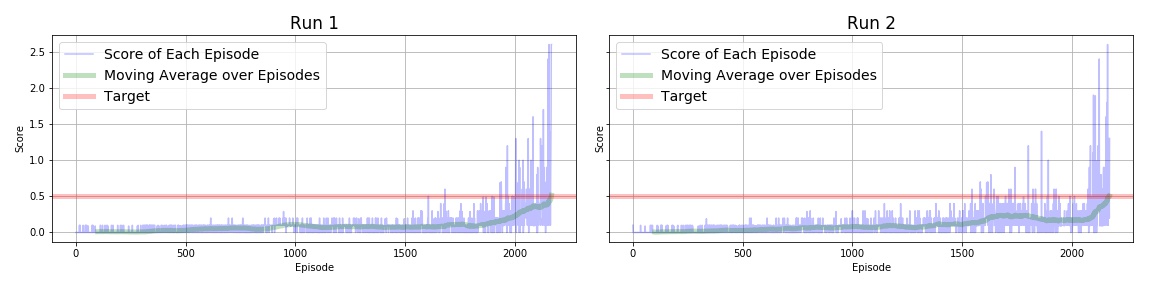 Run 1
Score of Each Episode
Moving Average over Episodes
Target
Score
2.5
2.0
1.5
1.0
0.5
0.0
0
500
1000
1500
2000
Episode
Run 2
Score of Each Episode
Moving Average over Episodes
Target
Score
0
500
1000
1500
2000
Episode